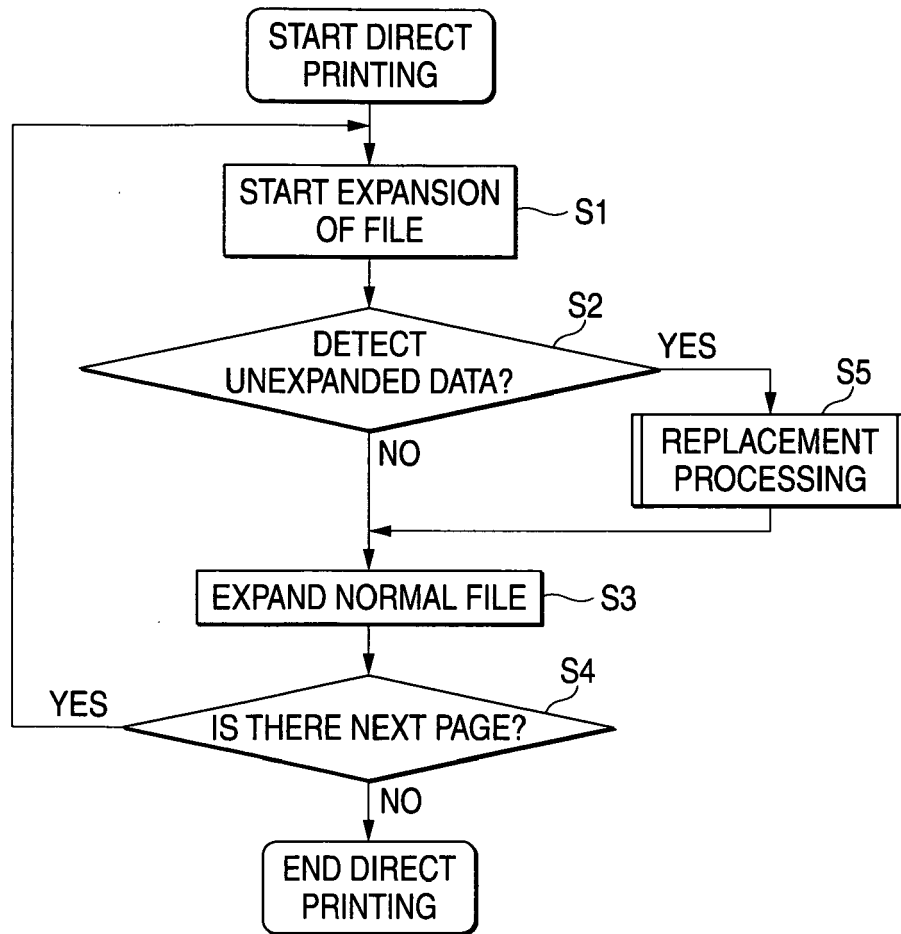 START DIRECT
PRINTING
START EXPANSION
OF FILE
S1
DETECT
UNEXPANDED DATA?
S2
YES
S5
REPLACEMENT
PROCESSING
NO
EXPAND NORMAL FILE
S3
IS THERE NEXT PAGE?
S4
YES
NO
END DIRECT
PRINTING